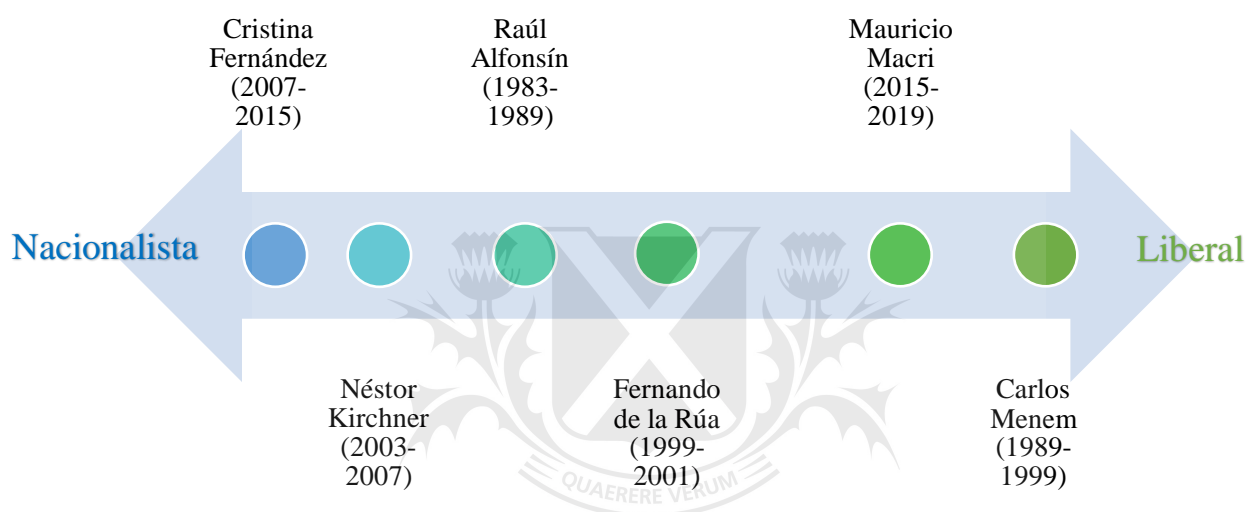 Cristina
Fernández
(2007-
2015)
Raúl
Alfonsín
(1983-
1989)
Mauricio
Macri
(2015-
2019)
Nacionalista
Liberal
Néstor
Kirchner
(2003-
2007)
Fernando
de la Rúa
(1999-
2001)
Carlos
Menem
(1989-
1999)
QUAERERE VERUM